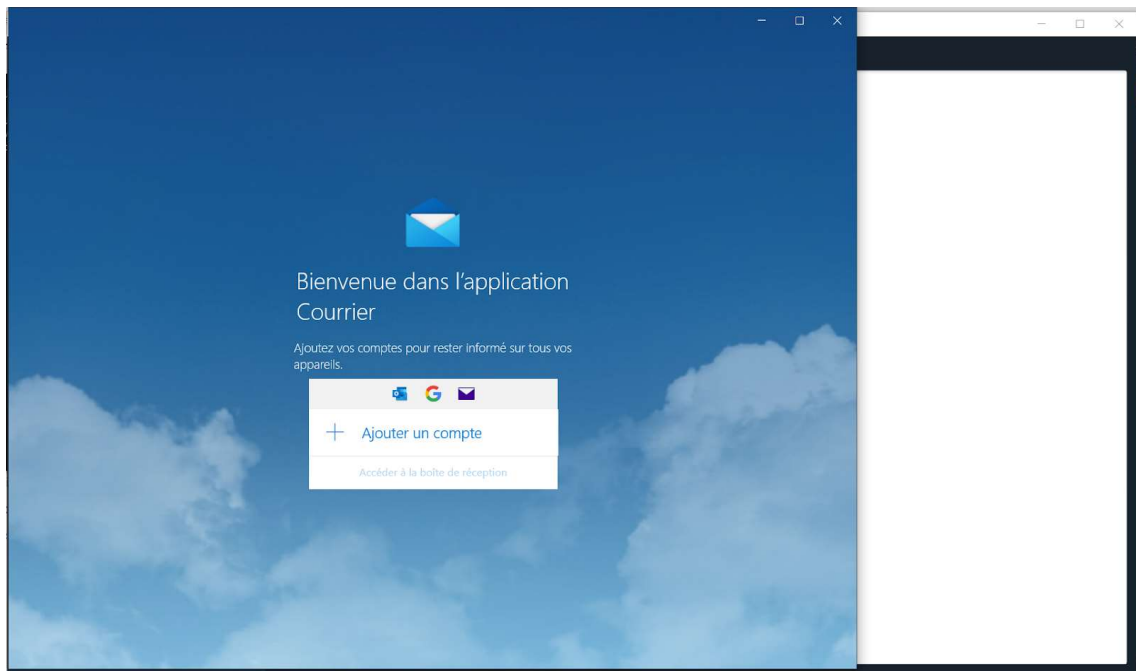 Bienvenue dans l’application
Courrier
Ajoutez vos comptes pour rester informé sur tous vos
appareils.
Ajouter un compte
Accéder à la boîte de réception